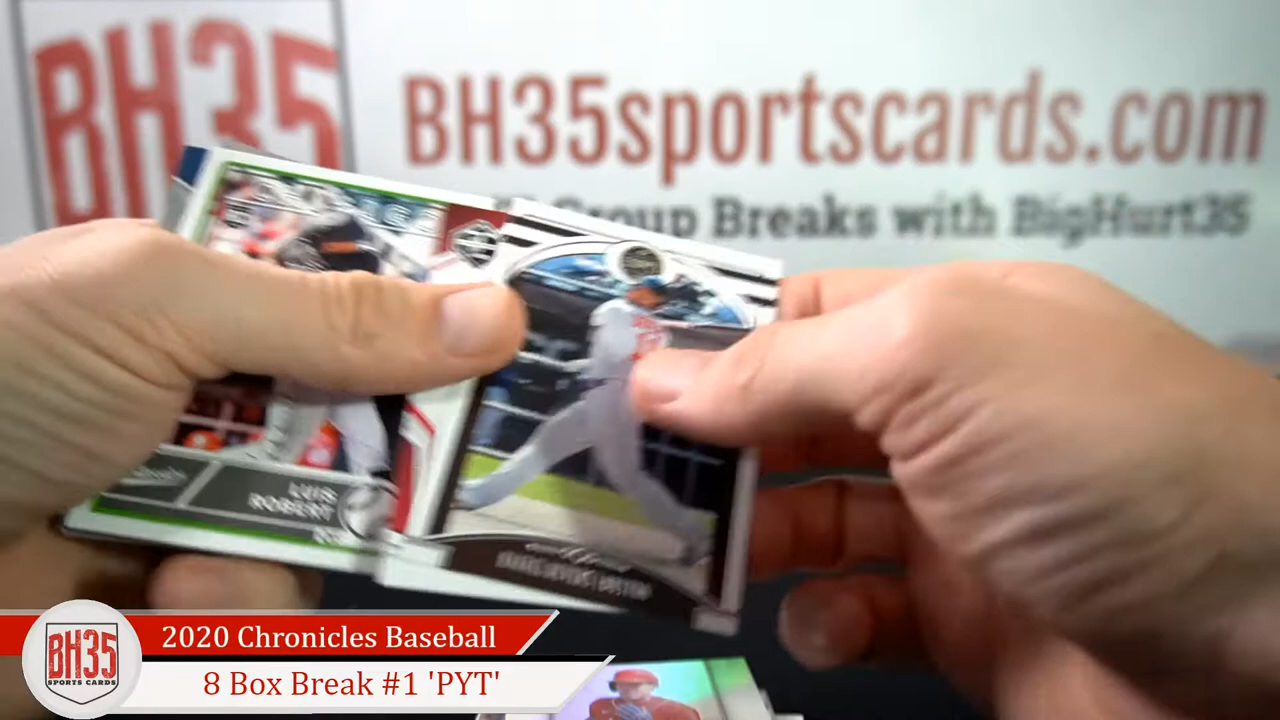 BH35
BH35sportscards.com
Group Breaks with BigHurt35
LUIS
ROBERT
BH35
SPORTS CARDS
2020 Chronicles Baseball
8 Box Break #1 'PYT'